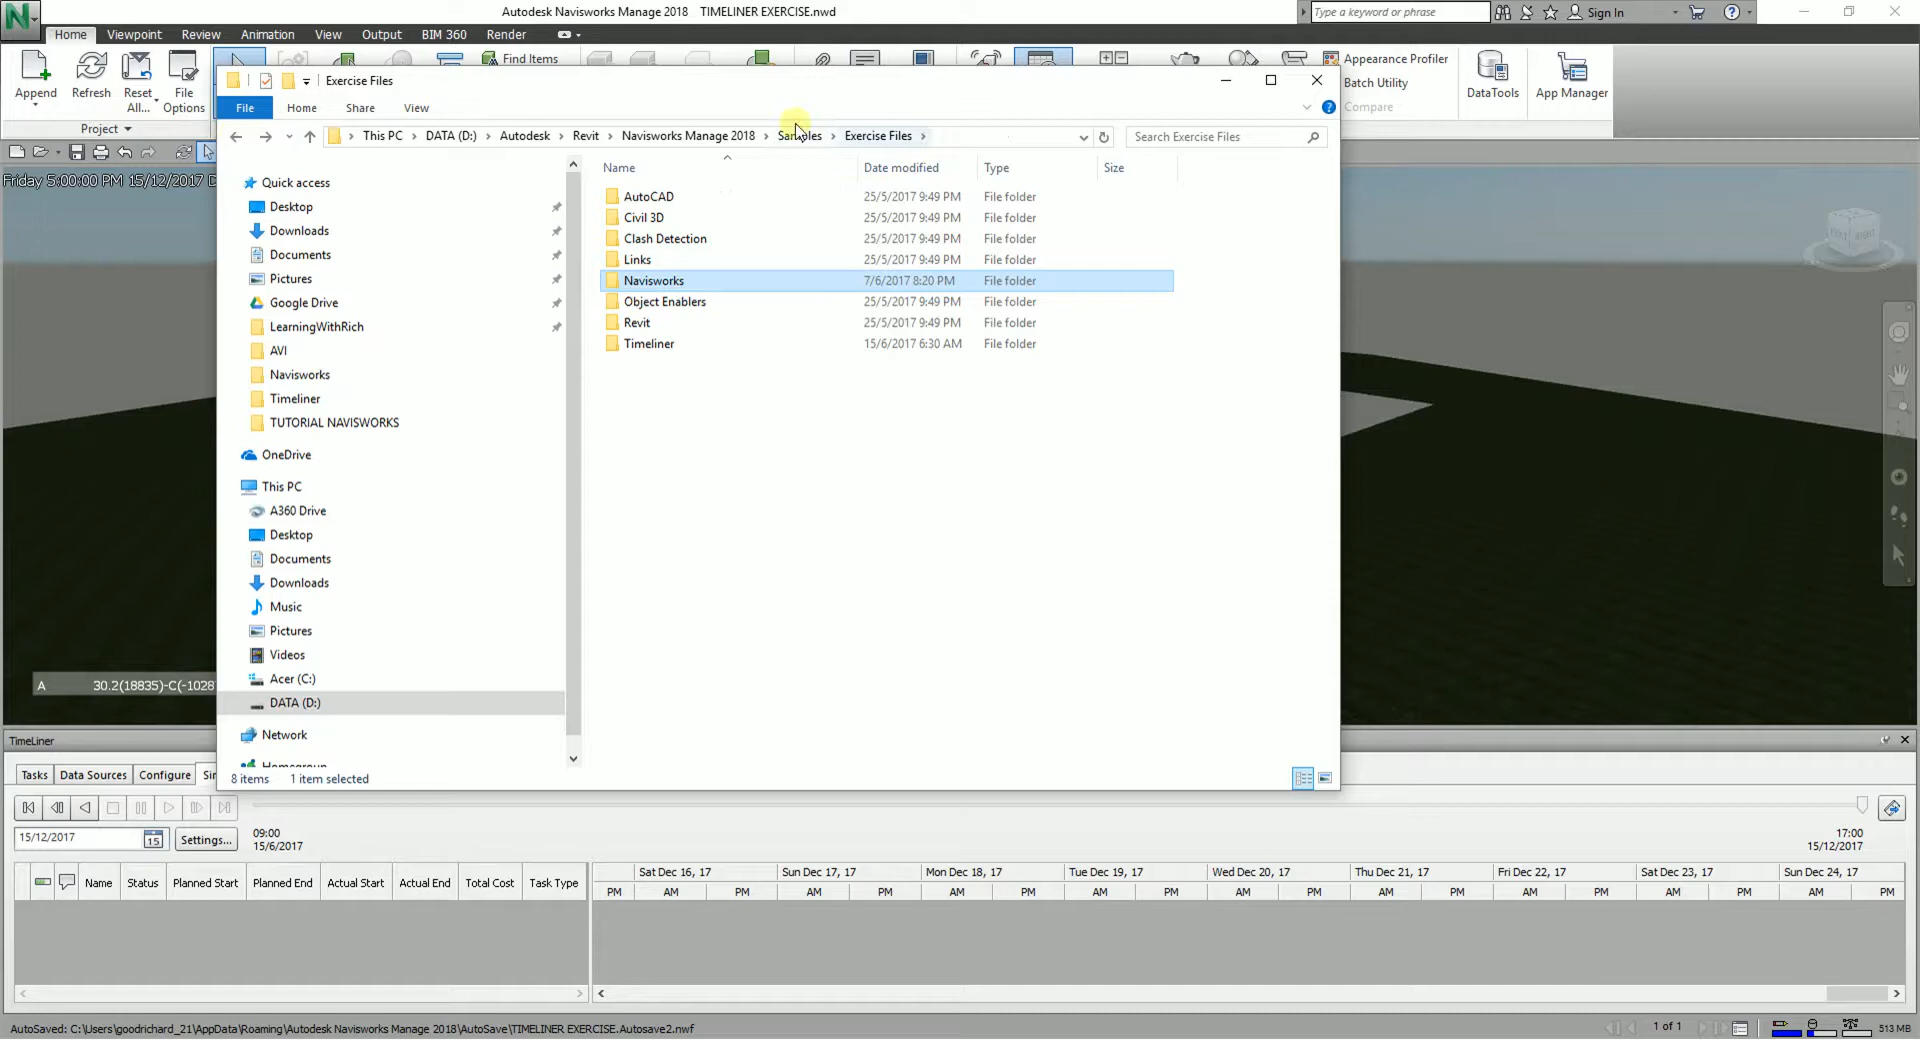 Autodesk Navisworks Manage 2018 TIMELINER EXERCISE.nwd
Type a keyword or phrase
Sign In
Home Viewpoint Review Animation View Output BIM 360 Render
Append
Refresh
Reset All...
File Options
Project
Find Items
Appearance Profiler
Batch Utility
Compare
DataTools
App Manager
Friday 5:00:00 PM 15/12/2017 D
Exercise Files
File Home Share View
This PC > DATA (D:) > Autodesk > Revit > Navisworks Manage 2018 > Samples > Exercise Files >
Search Exercise Files
Quick access
Desktop
Downloads
Documents
Pictures
Google Drive
LearningWithRich
AVI
Navisworks
Timeliner
TUTORIAL NAVISWORKS
OneDrive
This PC
A360 Drive
Desktop
Documents
Downloads
Music
Pictures
Videos
Acer (C:)
DATA (D:)
Network
Homegroup
Name Date modified Type Size
AutoCAD 25/5/2017 9:49 PM File folder
Civil 3D 25/5/2017 9:49 PM File folder
Clash Detection 25/5/2017 9:49 PM File folder
Links 25/5/2017 9:49 PM File folder
Navisworks 7/6/2017 8:20 PM File folder
Object Enablers 25/5/2017 9:49 PM File folder
Revit 25/5/2017 9:49 PM File folder
Timeliner 15/6/2017 6:30 AM File folder
8 items 1 item selected
RIGHT
A 30.2(18835)-C(-1028
TimeLiner
Tasks Data Sources Configure Si
15/12/2017 15 Settings...
09:00
15/6/2017
17:00
15/12/2017
Name Status Planned Start Planned End Actual Start Actual End Total Cost Task Type
Sat Dec 16, 17 Sun Dec 17, 17 Mon Dec 18, 17 Tue Dec 19, 17 Wed Dec 20, 17 Thu Dec 21, 17 Fri Dec 22, 17 Sat Dec 23, 17 Sun Dec 24, 17
PM AM PM AM PM AM PM AM PM AM PM AM PM AM PM AM PM AM PM
AutoSaved: C:\Users\goodrichard_21\AppData\Roaming\Autodesk Navisworks Manage 2018\AutoSave\TIMELINER EXERCISE.Autosave2.nwf
1 of 1
513 MB